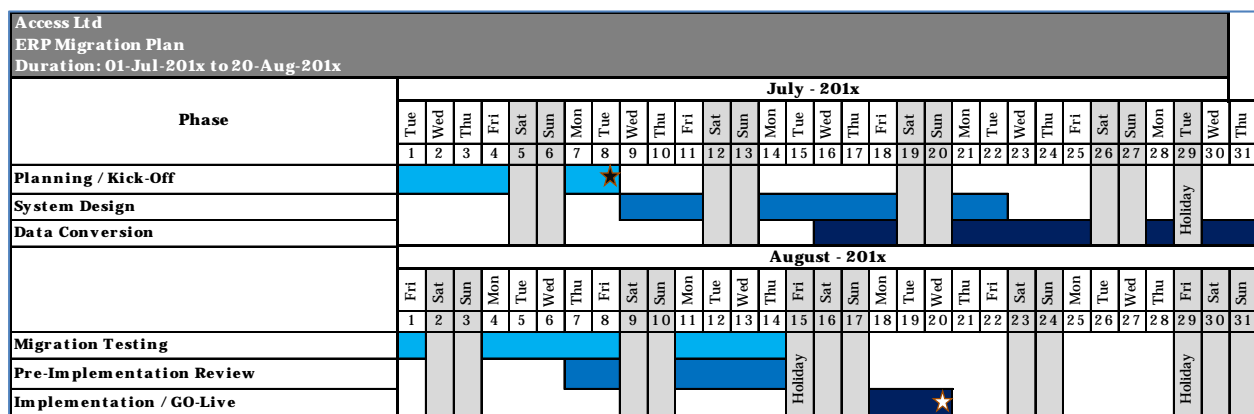 Access Ltd
ERP Migration Plan
Duration: 01-Jul-201x to 20-Aug-201x
Phase
July - 201x
Tue Wed Thu Fri Sat Sun Mon Tue Wed Thu Fri Sat Sun Mon Tue Wed Thu Fri Sat Sun Mon Tue Wed Thu Fri Sat Sun Mon Tue Wed Thu
1 2 3 4 5 6 7 8 9 10 11 12 13 14 15 16 17 18 19 20 21 22 23 24 25 26 27 28 29 30 31
Planning / Kick-Off
System Design
Data Conversion
Holiday
August - 201x
Fri Sat Sun Mon Tue Wed Thu Fri Sat Sun Mon Tue Wed Thu Fri Sat Sun Mon Tue Wed Thu Fri Sat Sun Mon Tue Wed Thu Fri Sat Sun
1 2 3 4 5 6 7 8 9 10 11 12 13 14 15 16 17 18 19 20 21 22 23 24 25 26 27 28 29 30 31
Migration Testing
Pre-Implementation Review
Implementation / GO-Live
Holiday
Holiday